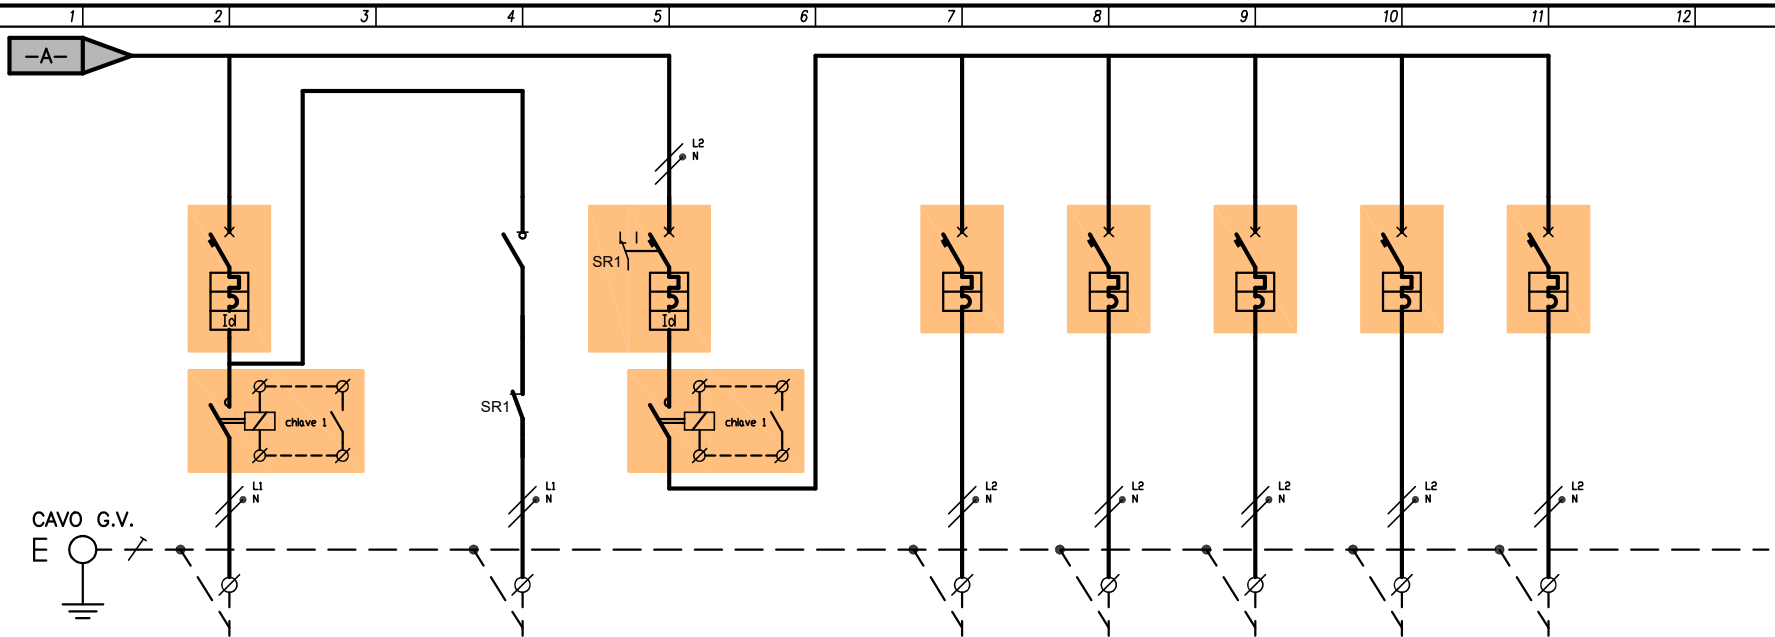 1 2 3 4 5 6 7 8 9 10 11 12
-A-
L2
N
SR1
Id Id
SR1
chiave 1 chiave 1
L1 L1 L2 L2 L2 L2 L2
N N N N N N N
CAVO G.V.
E